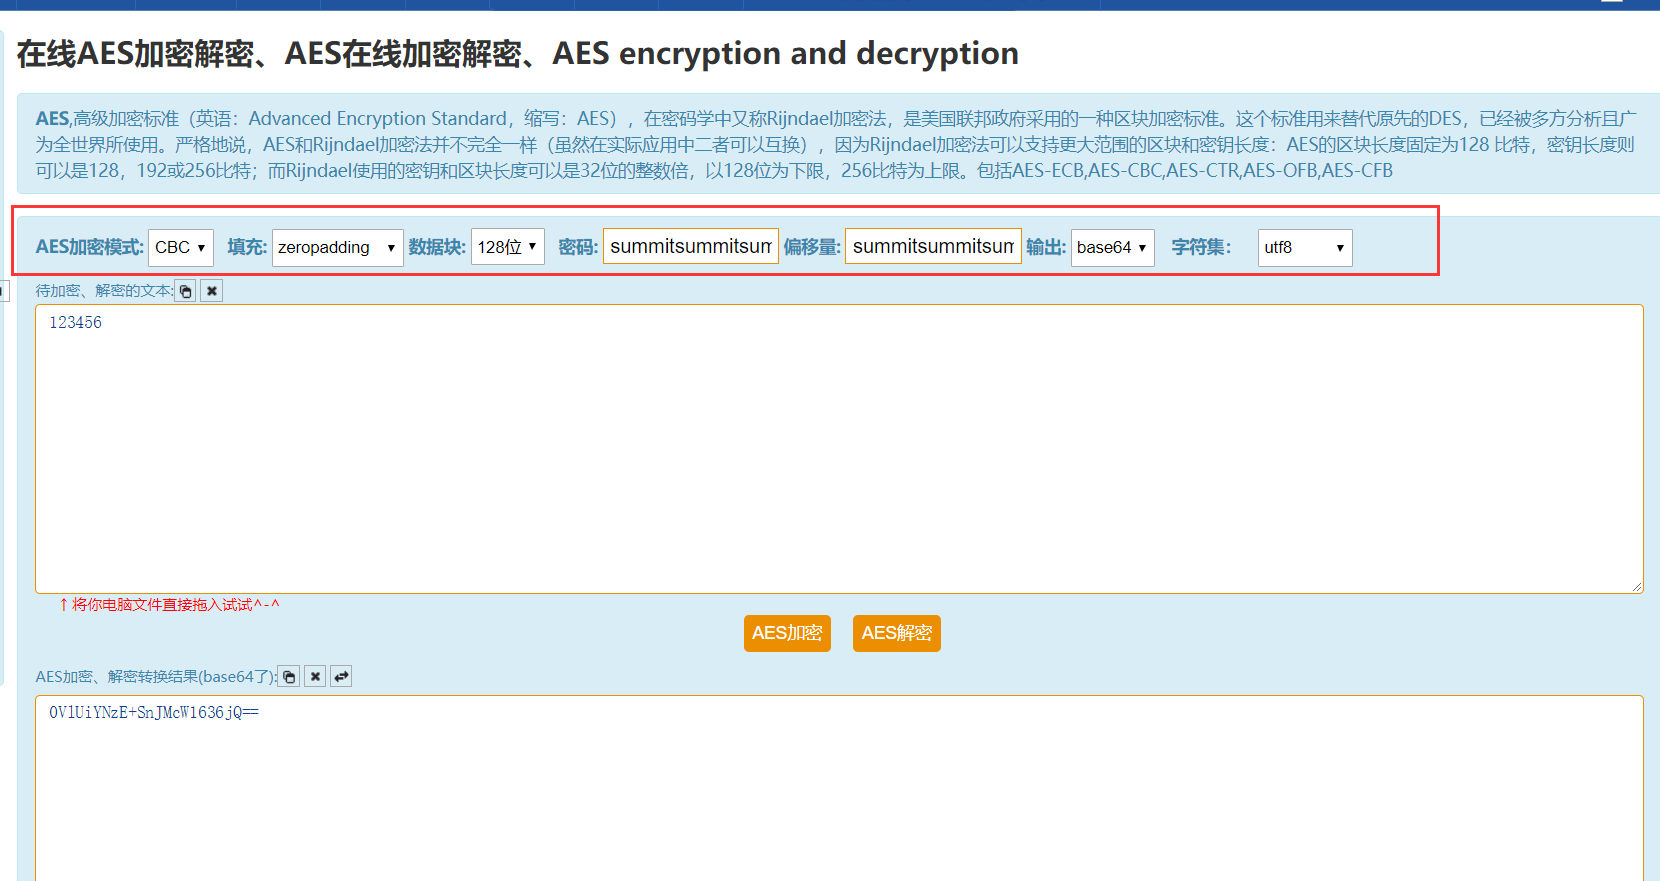 在线AES加密解密、AES在线加密解密、AES encryption and decryption
AES,高级加密标准（英语：Advanced Encryption Standard，缩写：AES），在密码学中又称Rijndael加密法，是美国联邦政府采用的一种区块加密标准。这个标准用来替代原先的DES，已经被多方分析且广
为全世界所使用。严格地说，AES和Rijndael加密法并不完全一样（虽然在实际应用中二者可以互换），因为Rijndael加密法可以支持更大范围的区块和密钥长度：AES的区块长度固定为128 比特，密钥长度则
可以是128，192或256比特；而Rijndael使用的密钥和区块长度可以是32位的整数倍，以128位为下限，256比特为上限。包括AES-ECB,AES-CBC,AES-CTR,AES-OFB,AES-CFB
AES加密模式: CBC 填充: zeropadding 数据块: 128位 密码: summitsummitsum 偏移量: summitsummitsum 输出: base64 字符集： utf8
待加密、解密的文本:
123456
↑将你电脑文件直接拖入试试^-^
AES加密 AES解密
AES加密、解密转换结果(base64了):
OVlUiYNzE+SnJMcW1636jQ==